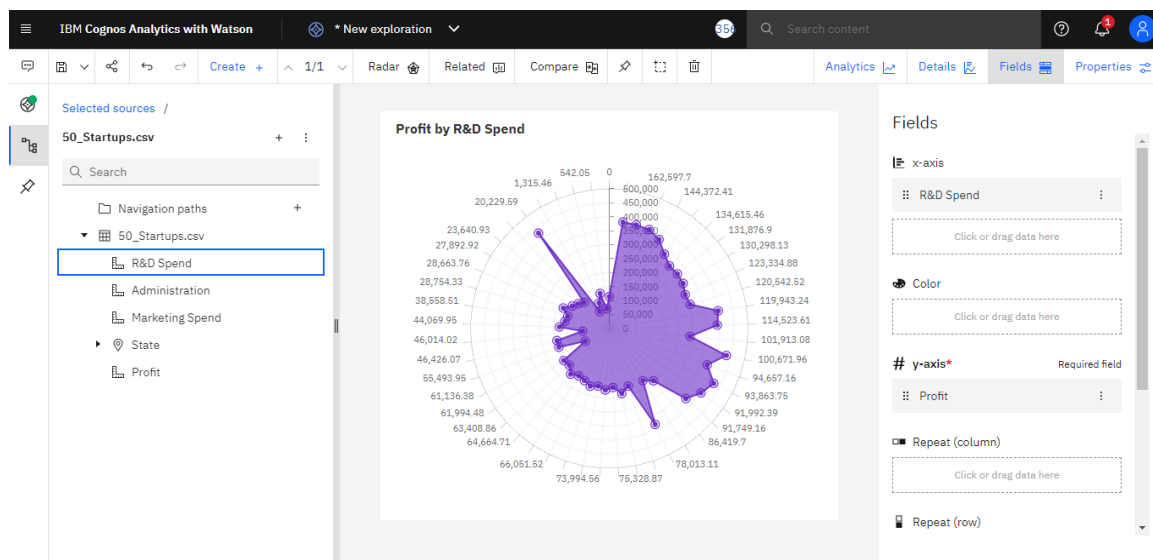 IBM Cognos Analytics with Watson
* New exploration
356
Search content
1
Create +
1/1
Radar
Related
Compare
Analytics
Details
Fields
Properties
Selected sources /
50_Startups.csv
Search
Navigation paths
50_Startups.csv
R&D Spend
Administration
Marketing Spend
State
Profit
Profit by R&D Spend
0
162,597.7
144,372.41
134,615.46
131,876.9
130,298.13
123,334.88
120,542.52
119,943.24
114,523.61
101,913.08
100,671.96
94,657.16
93,863.75
91,992.39
91,749.16
86,419.7
78,013.11
75,328.87
73,994.56
66,051.52
64,664.71
63,408.86
61,994.48
61,136.38
55,493.95
46,426.07
46,014.02
44,069.95
38,558.51
28,754.33
28,663.76
27,892.92
23,640.93
20,229.59
1,315.46
542.05
500,000
450,000
400,000
350,000
300,000
250,000
200,000
150,000
100,000
50,000
0
Fields
x-axis
R&D Spend
Click or drag data here
Color
Click or drag data here
# y-axis*
Required field
Profit
Repeat (column)
Click or drag data here
Repeat (row)